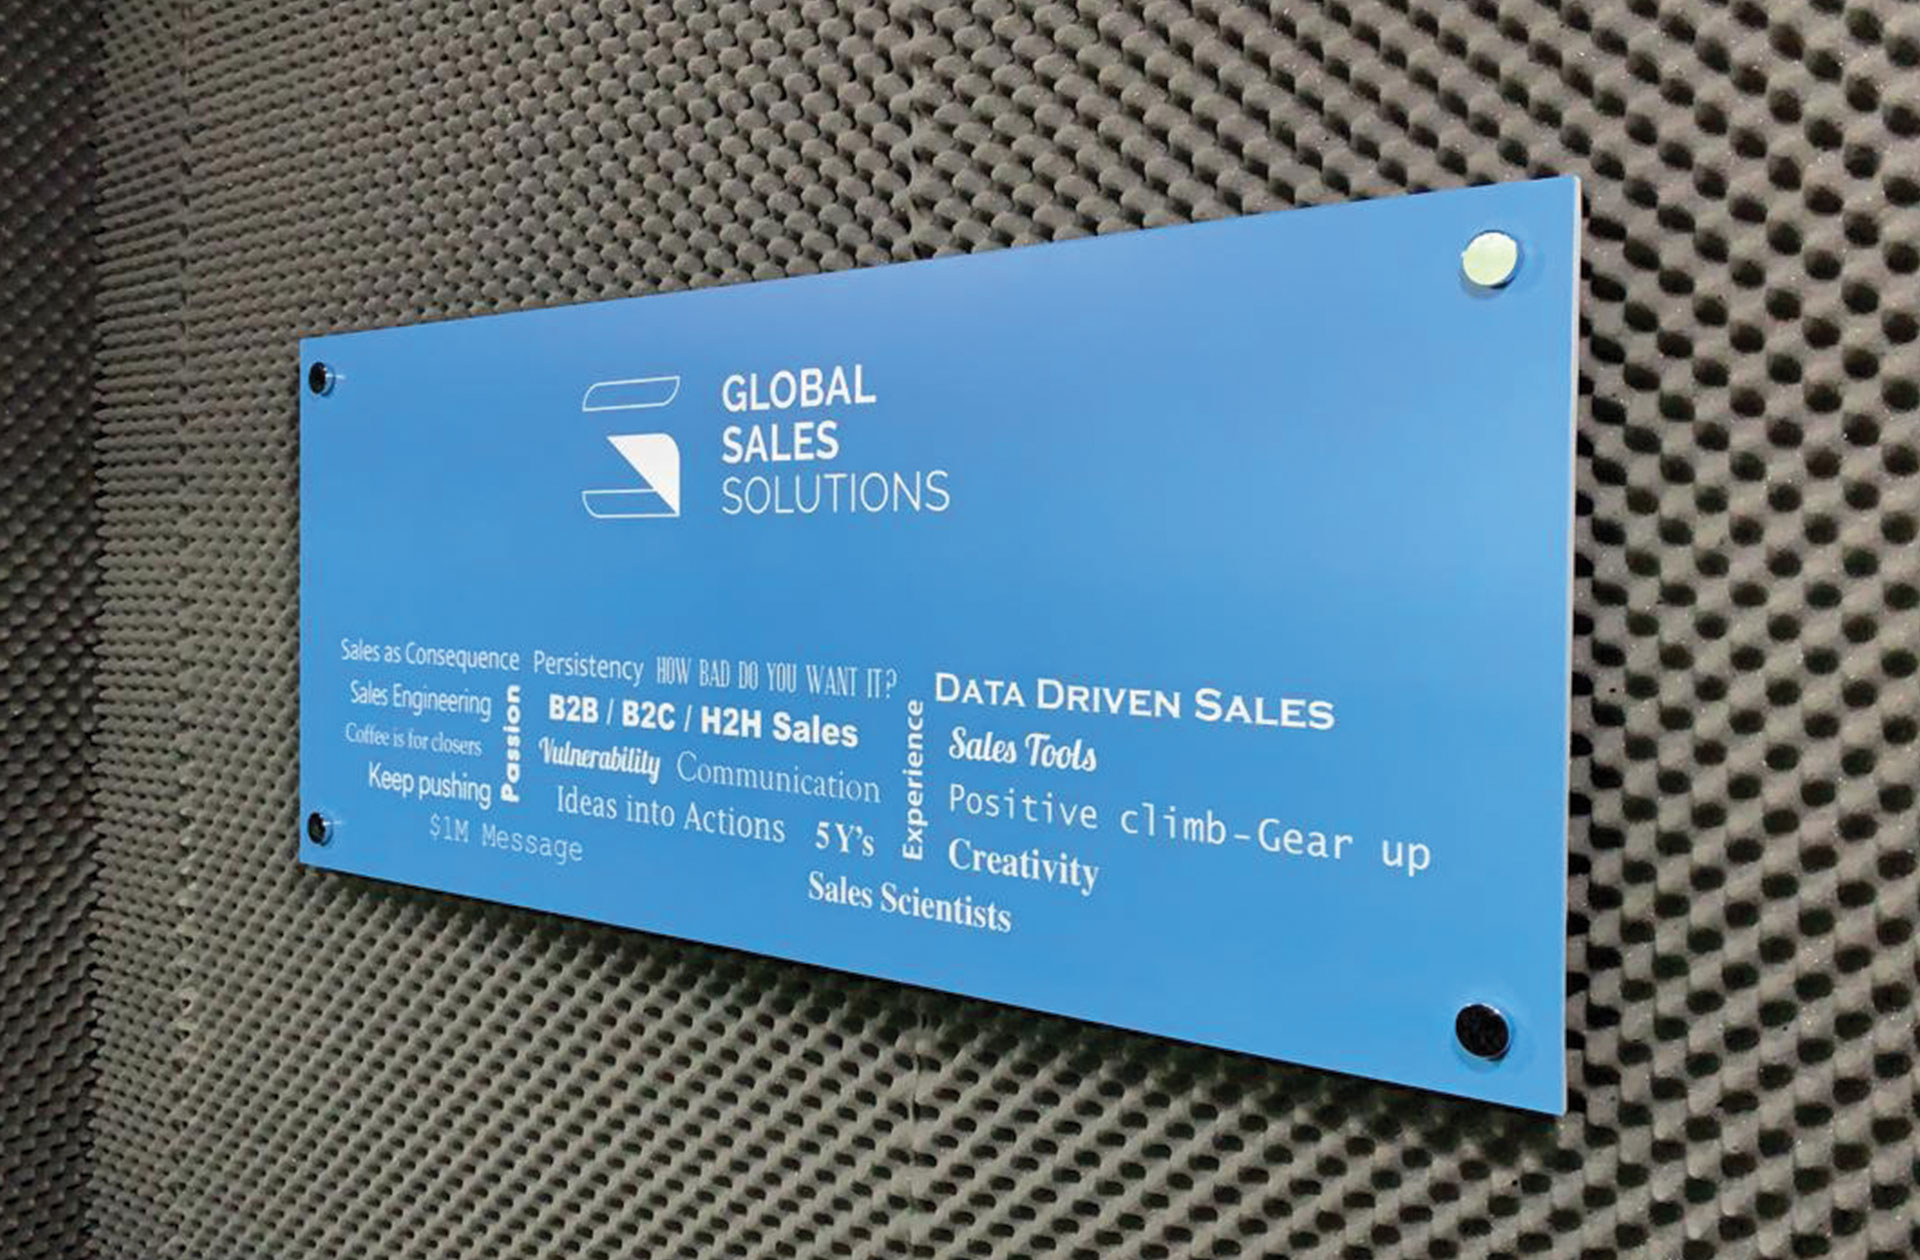 GLOBAL
SALES
SOLUTIONS
Sales as Consequence
Sales Engineering
Coffee is for closers
Keep pushing
$1M Message
Passion
Persistency
HOW BAD DO YOU WANT IT?
B2B / B2C / H2H Sales
Vulnerability
Communication
Ideas into Actions
5 Y's
Sales Scientists
Experience
DATA DRIVEN SALES
Sales Tools
Positive climb-Gear up
Creativity